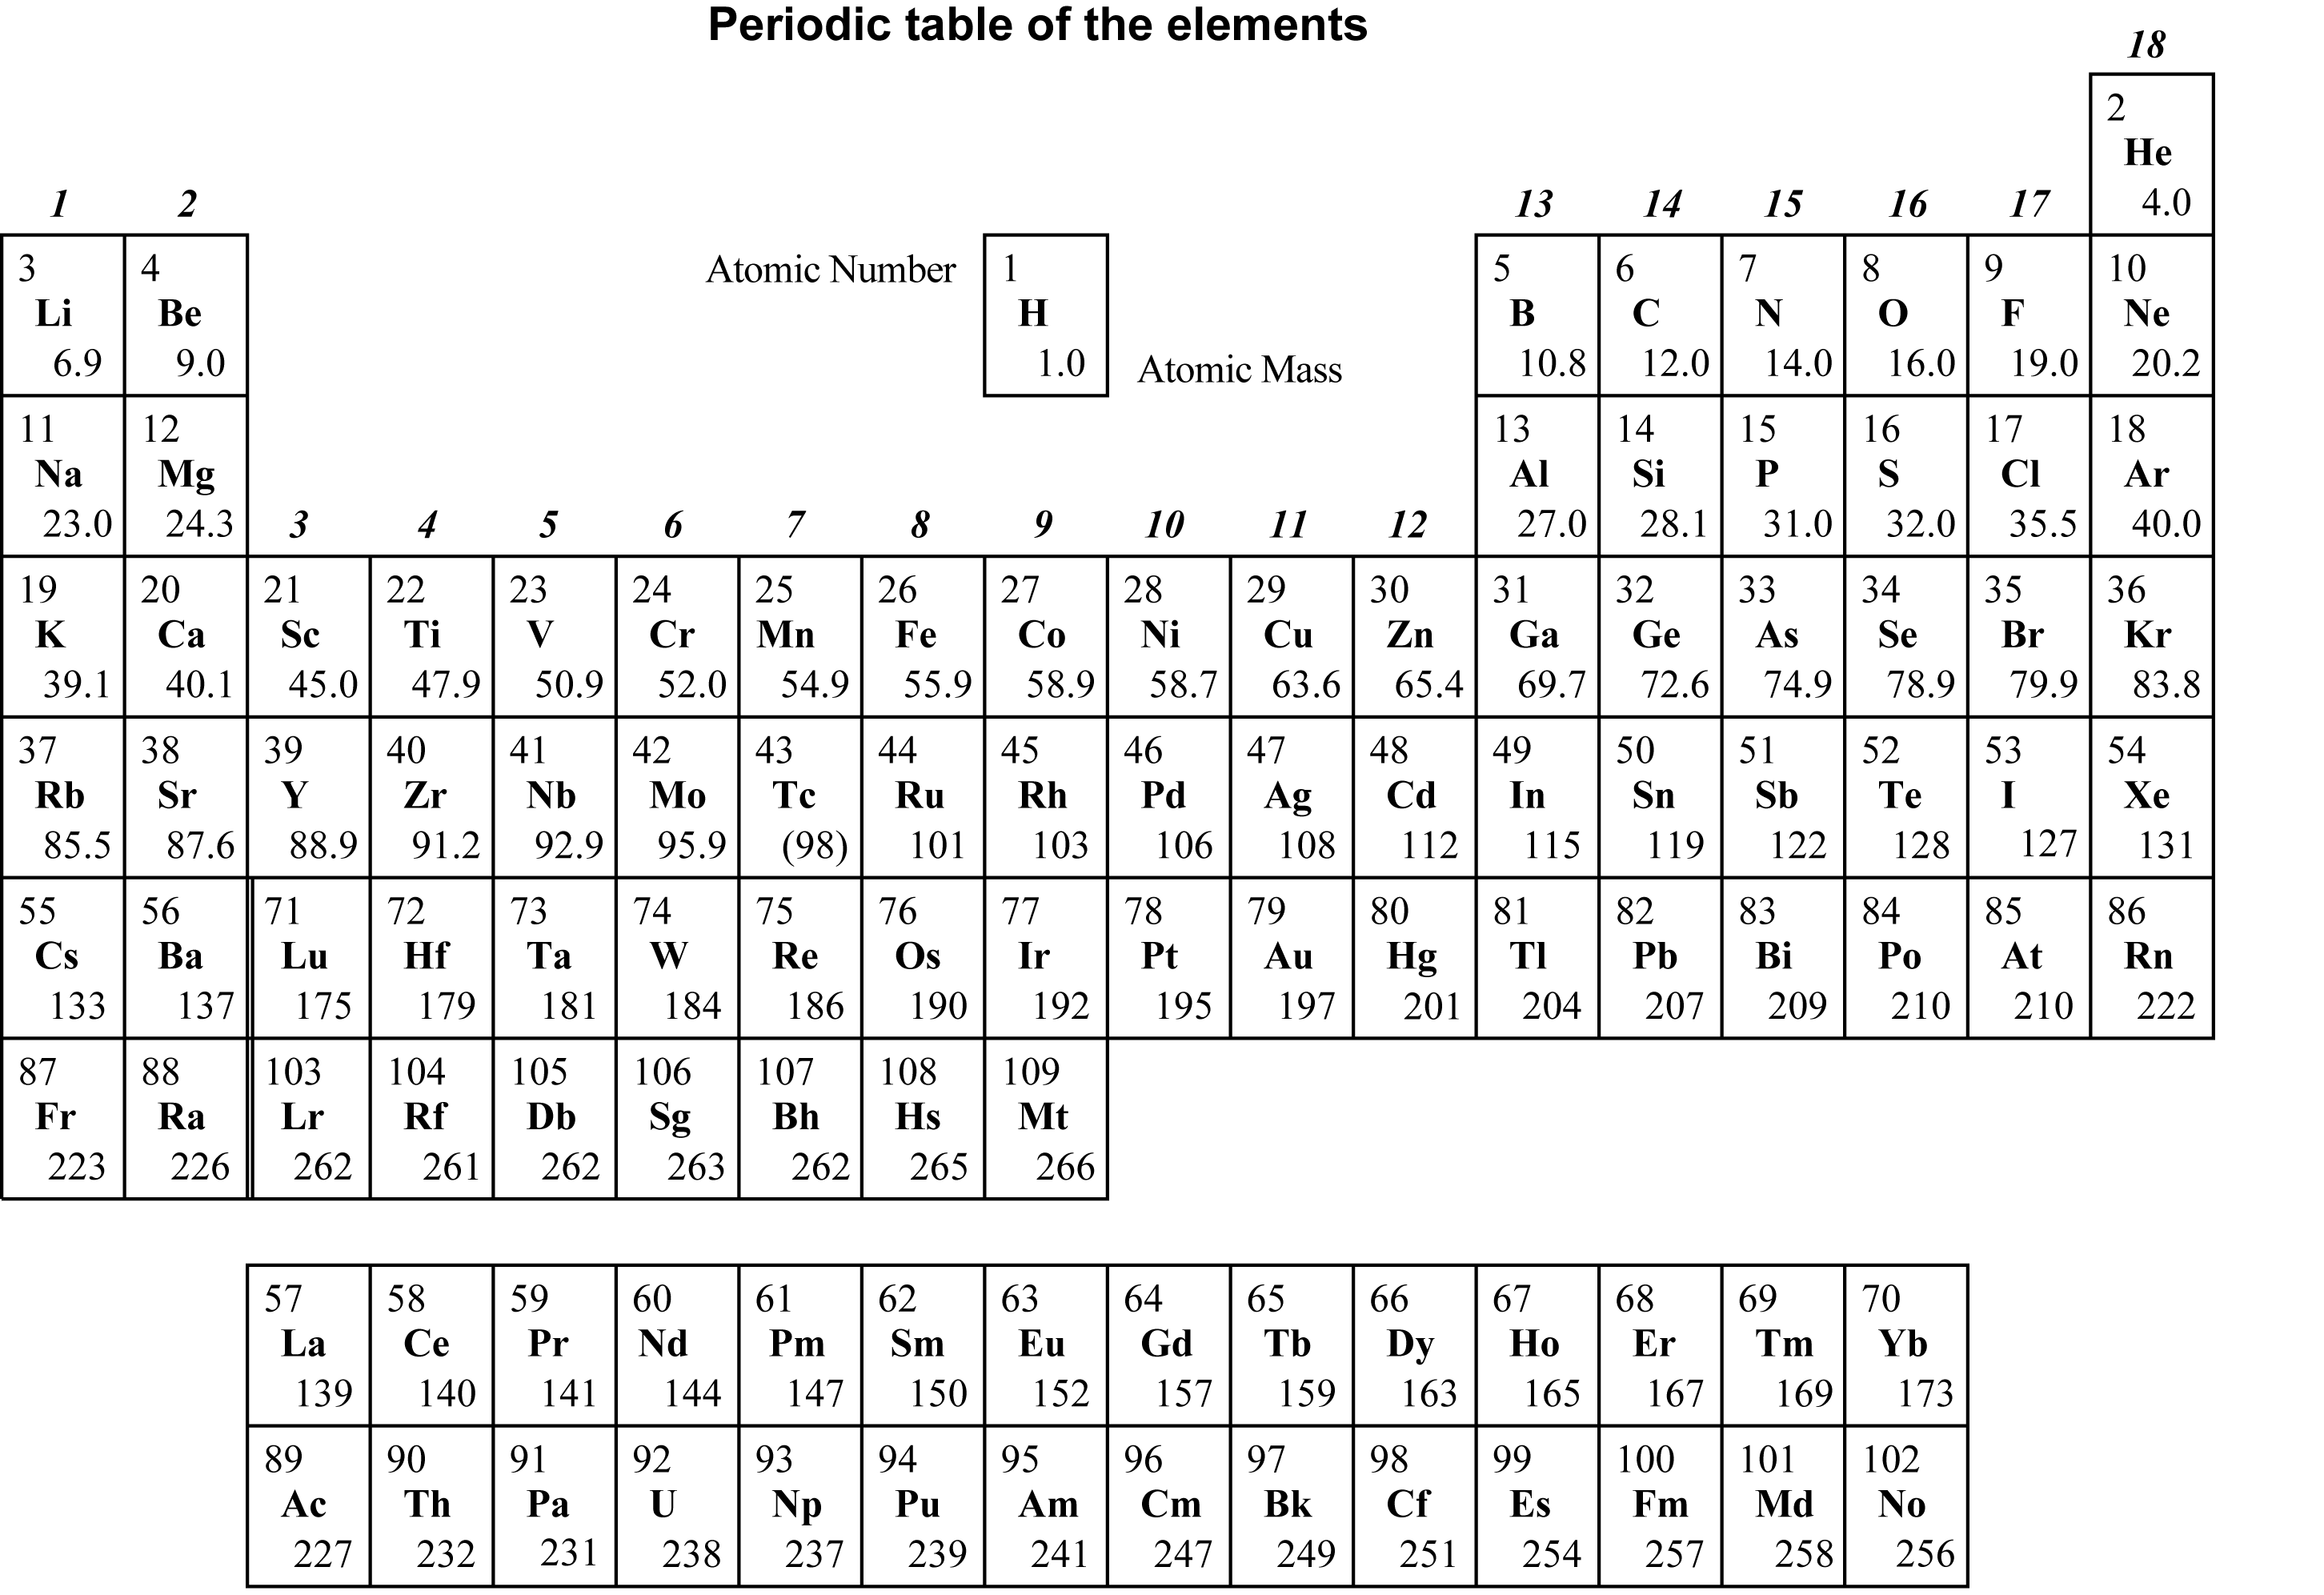 Periodic table of the elements
18
2
He
1 2 13 14 15 16 17 4.0
3 4 Atomic Number 1 5 6 7 8 9 10
Li Be H B C N O F Ne
6.9 9.0 1.0 Atomic Mass 10.8 12.0 14.0 16.0 19.0 20.2
11 12 13 14 15 16 17 18
Na Mg Al Si P S Cl Ar
23.0 24.3 3 4 5 6 7 8 9 10 11 12 27.0 28.1 31.0 32.0 35.5 40.0
19 20 21 22 23 24 25 26 27 28 29 30 31 32 33 34 35 36
K Ca Sc Ti V Cr Mn Fe Co Ni Cu Zn Ga Ge As Se Br Kr
39.1 40.1 45.0 47.9 50.9 52.0 54.9 55.9 58.9 58.7 63.6 65.4 69.7 72.6 74.9 78.9 79.9 83.8
37 38 39 40 41 42 43 44 45 46 47 48 49 50 51 52 53 54
Rb Sr Y Zr Nb Mo Tc Ru Rh Pd Ag Cd In Sn Sb Te I Xe
85.5 87.6 88.9 91.2 92.9 95.9 (98) 101 103 106 108 112 115 119 122 128 127 131
55 56 71 72 73 74 75 76 77 78 79 80 81 82 83 84 85 86
Cs Ba Lu Hf Ta W Re Os Ir Pt Au Hg Tl Pb Bi Po At Rn
133 137 175 179 181 184 186 190 192 195 197 201 204 207 209 210 210 222
87 88 103 104 105 106 107 108 109
Fr Ra Lr Rf Db Sg Bh Hs Mt
223 226 262 261 262 263 262 265 266
57 58 59 60 61 62 63 64 65 66 67 68 69 70
La Ce Pr Nd Pm Sm Eu Gd Tb Dy Ho Er Tm Yb
139 140 141 144 147 150 152 157 159 163 165 167 169 173
89 90 91 92 93 94 95 96 97 98 99 100 101 102
Ac Th Pa U Np Pu Am Cm Bk Cf Es Fm Md No
227 232 231 238 237 239 241 247 249 251 254 257 258 256